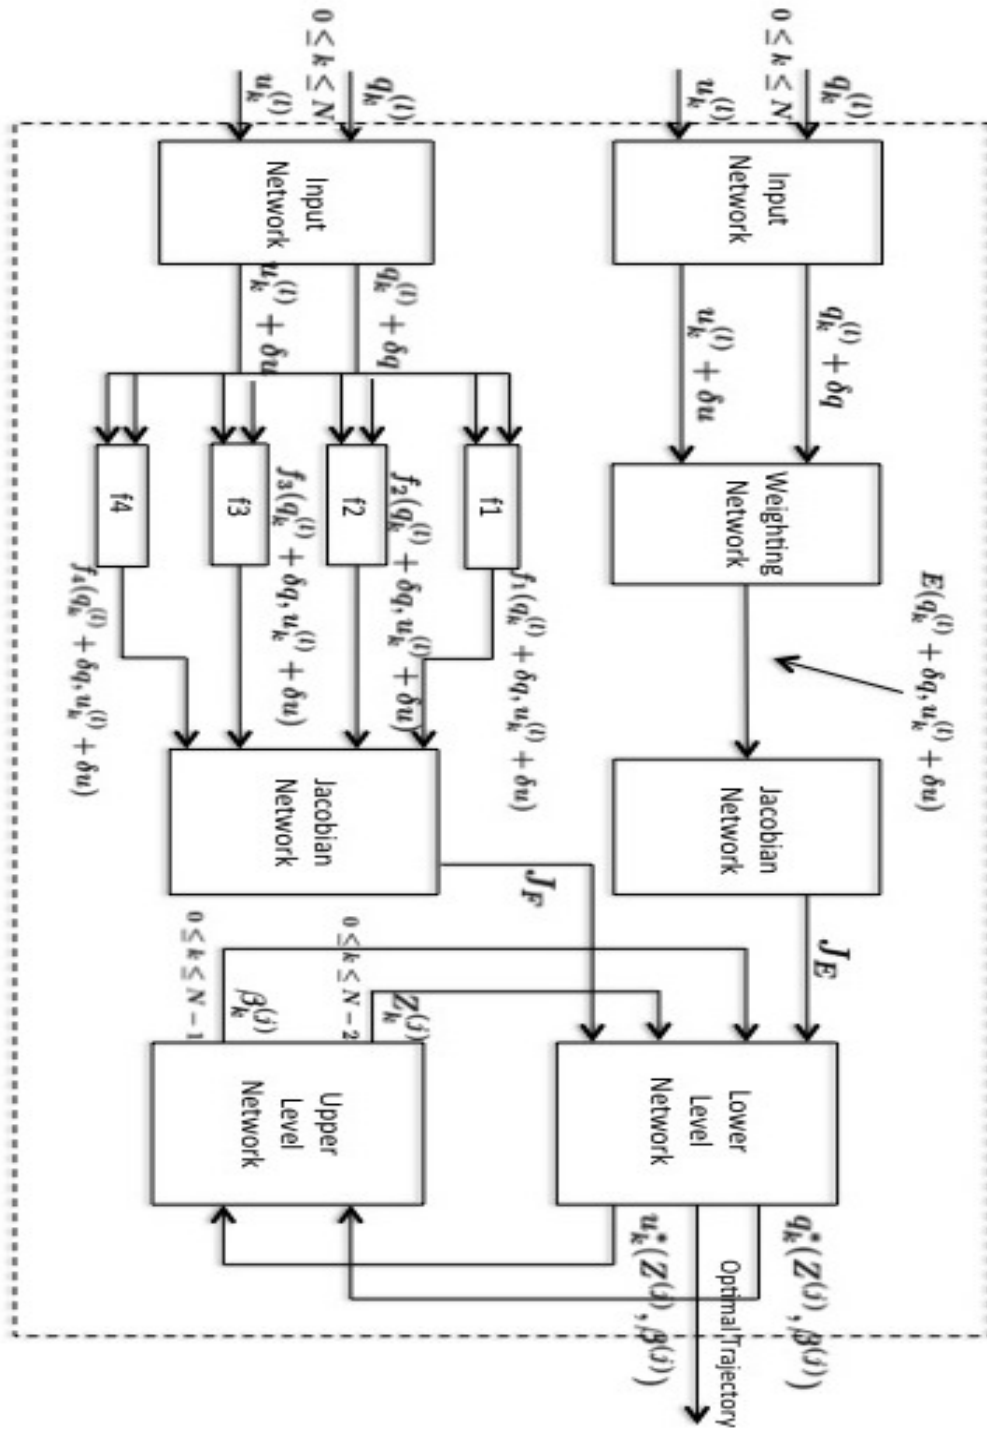 0 ≤ k ≤ N
q_k^{(l)}
u_k^{(l)}
Input
Network
q_k^{(l)} + δq
u_k^{(l)} + δu
Weighting
Network
E(q_k^{(l)} + δq, u_k^{(l)} + δu)
Jacobian
Network
J_E
Lower
Level
Network
q_k^*(Z^{(j)}, β^{(j)})
Optimal Trajectory
u_k^*(Z^{(j)}, β^{(j)})
0 ≤ k ≤ N
q_k^{(l)}
u_k^{(l)}
Input
Network
q_k^{(l)} + δq
u_k^{(l)} + δu
f1
f_1(q_k^{(l)} + δq, u_k^{(l)} + δu)
f2
f_2(q_k^{(l)} + δq, u_k^{(l)} + δu)
f3
f_3(q_k^{(l)} + δq, u_k^{(l)} + δu)
f4
f_4(q_k^{(l)} + δq, u_k^{(l)} + δu)
Jacobian
Network
J_F
Z_k^{(j)}
0 ≤ k ≤ N − 2
β_k^{(j)}
0 ≤ k ≤ N − 1
Upper
Level
Network